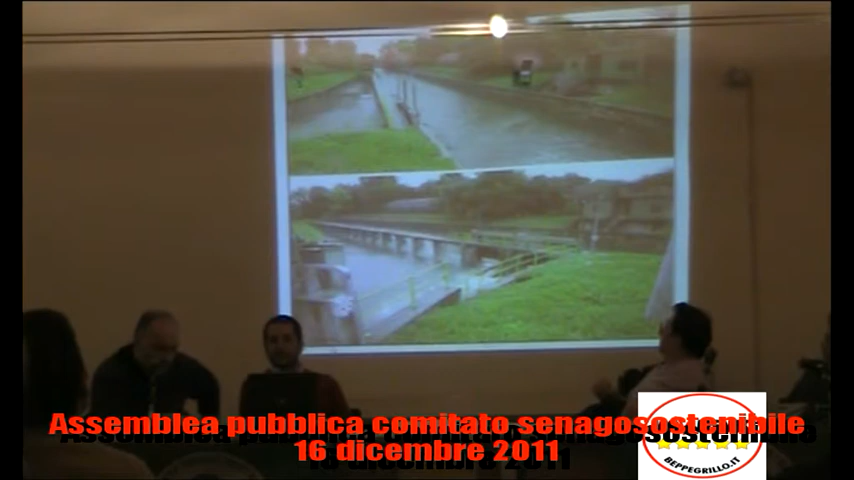 Assemblea pubblica comitato senagosostenibile
16 dicembre 2011
BEPPEGRILLO.IT